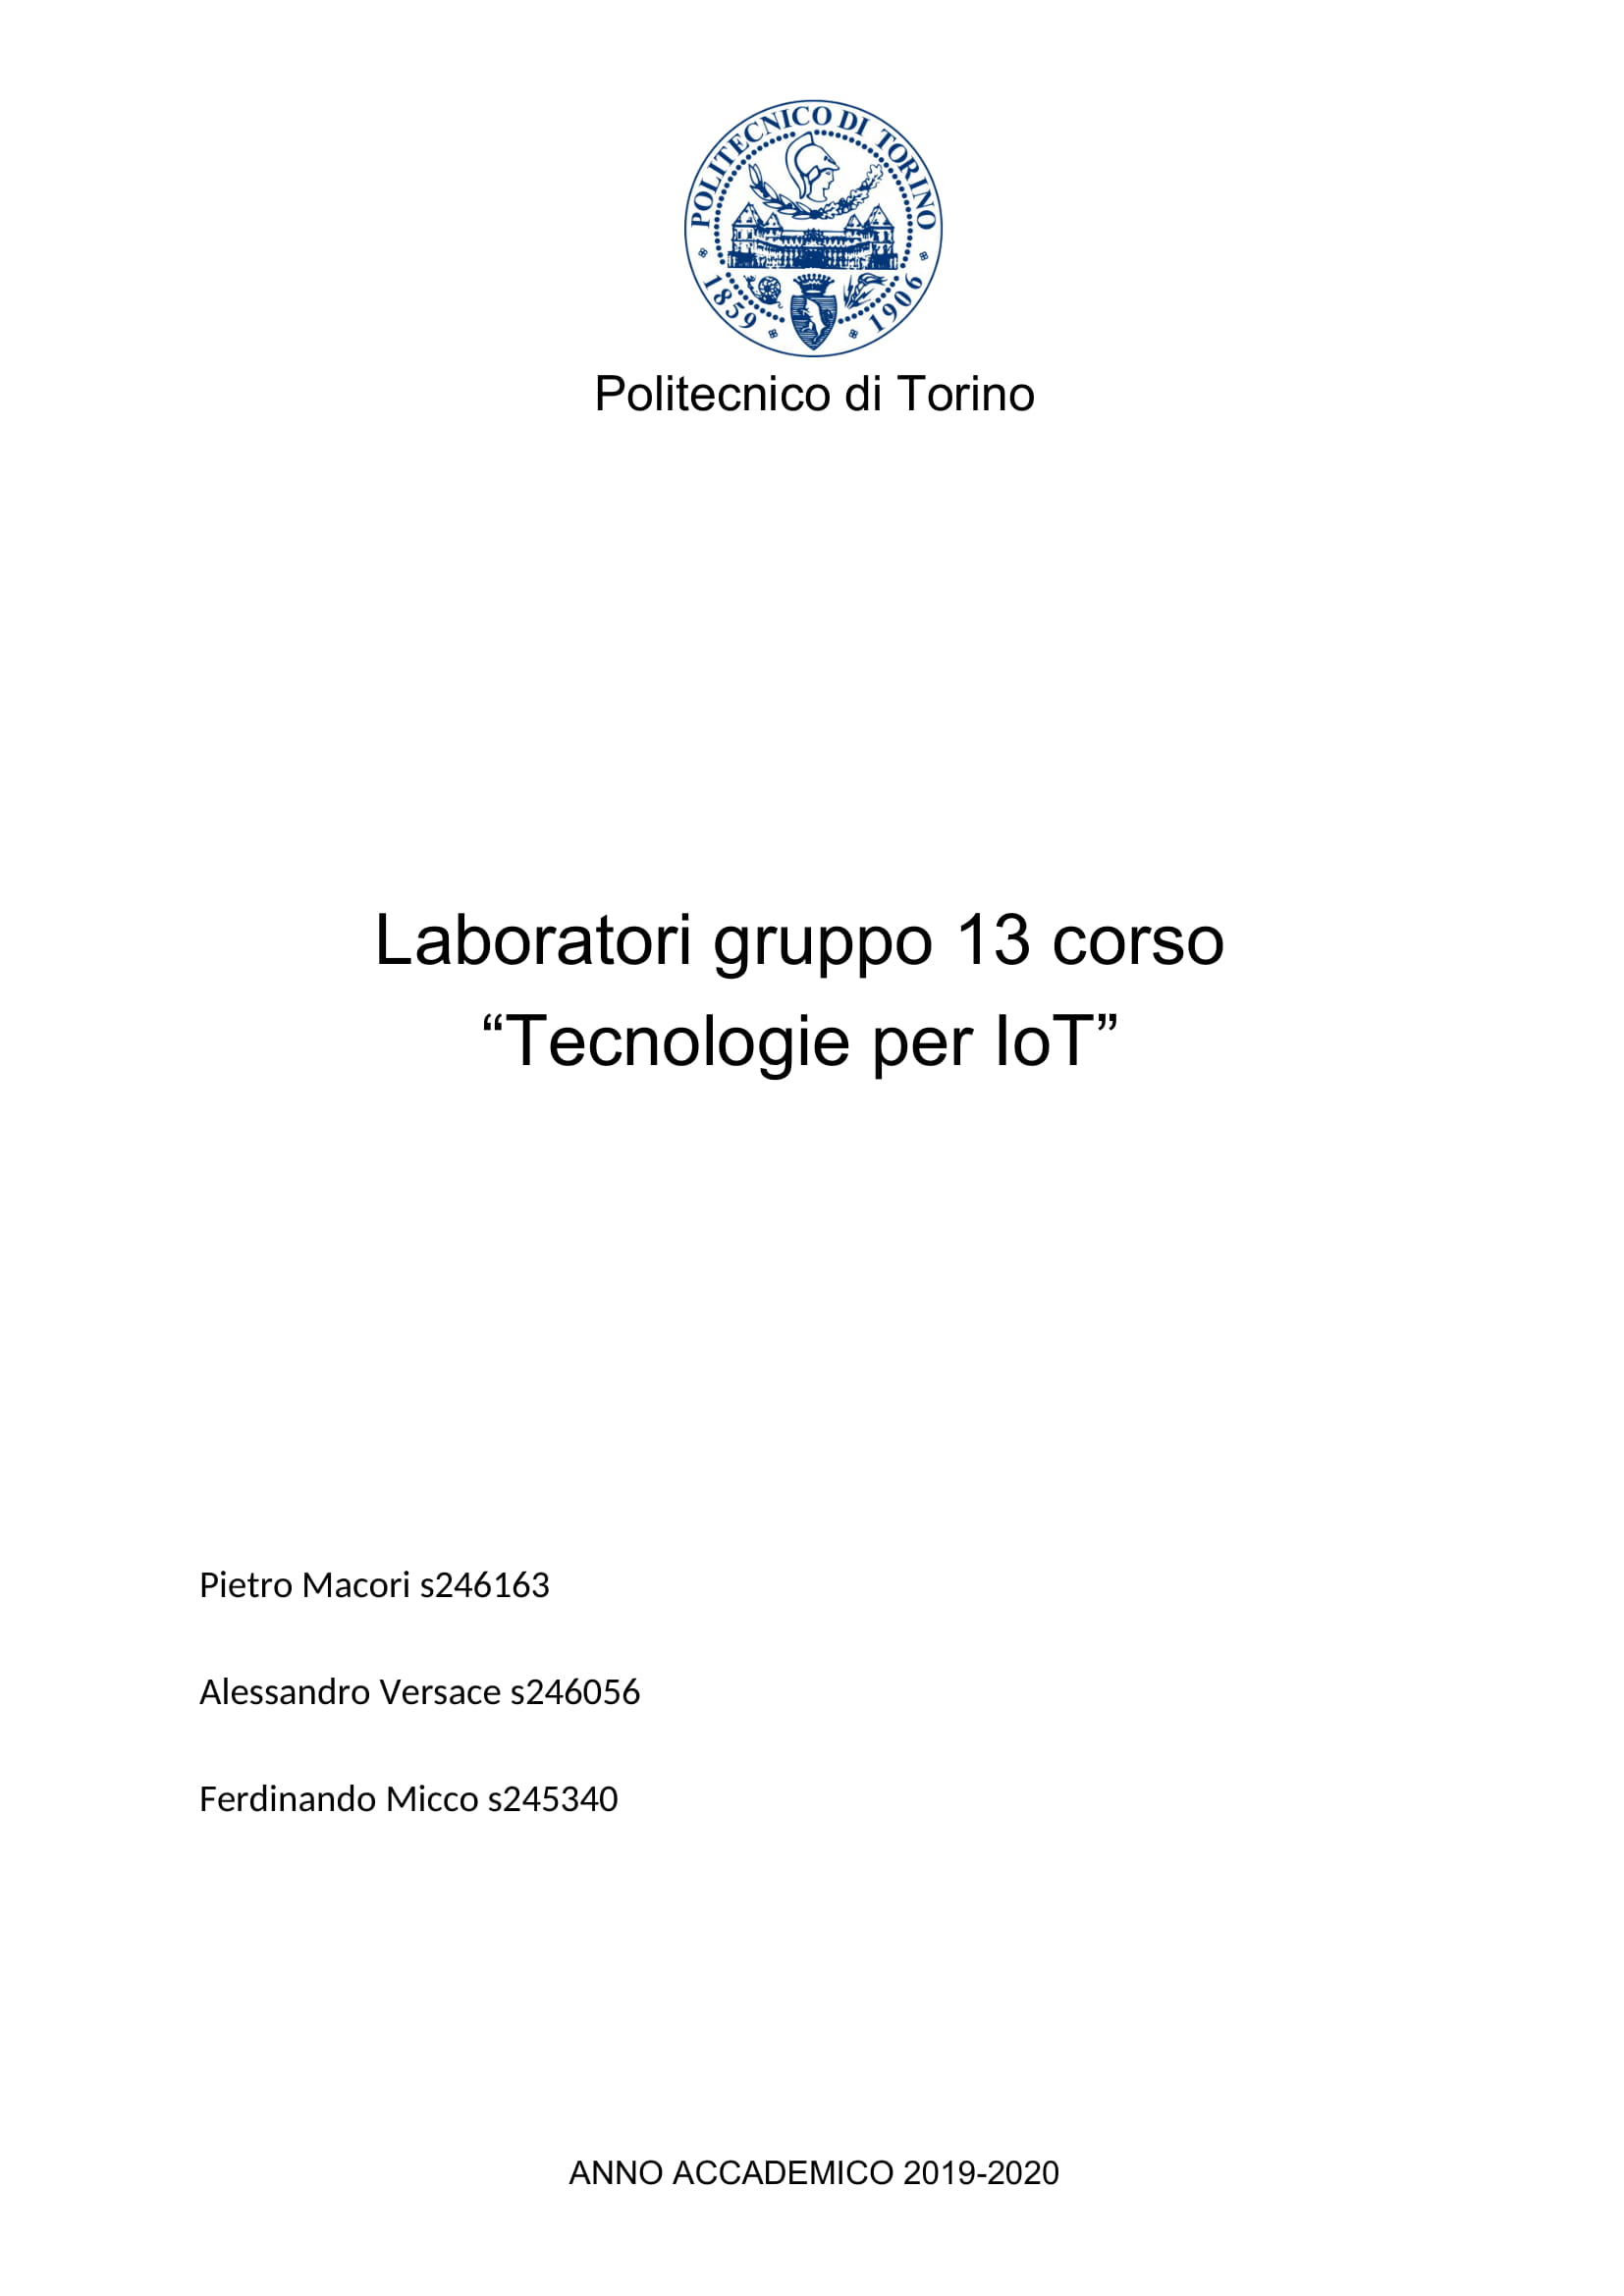 POLITECNICO DI TORINO
1859 1906
Politecnico di Torino
Laboratori gruppo 13 corso
“Tecnologie per IoT”
Pietro Macori s246163
Alessandro Versace s246056
Ferdinando Micco s245340
ANNO ACCADEMICO 2019-2020